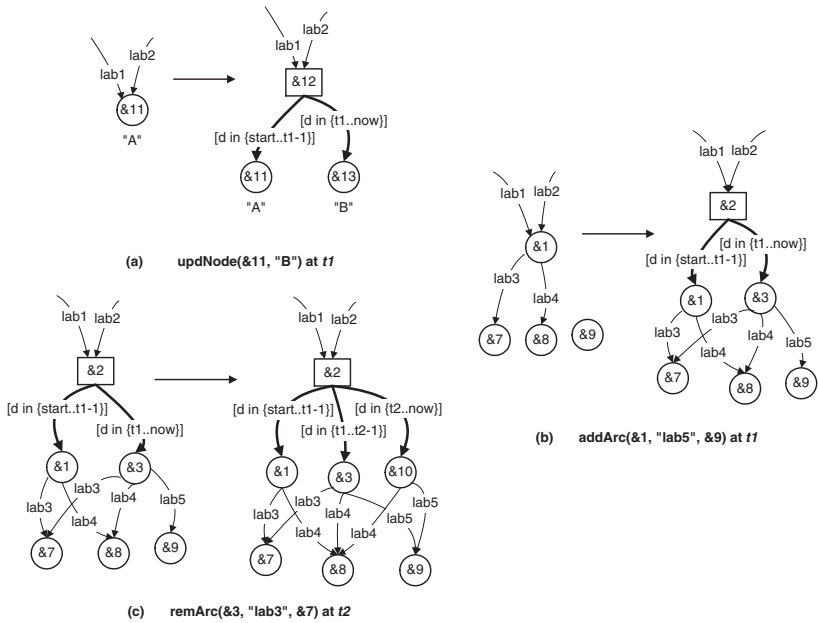 lab1
lab2
&11
"A"
lab1
lab2
&12
[d in {start..t1-1}]
[d in {t1..now}]
&11
&13
"A"
"B"
(a) updNode(&11, "B") at t1
lab1 lab2
&1
lab3
lab4
&7
&8
&9
lab1 lab2
&2
[d in {t1..now}]
[d in {start..t1-1}]
&1
&3
lab3
lab3
lab4
lab4
lab5
&7
&8
&9
(b) addArc(&1, "lab5", &9) at t1
lab1 lab2
&2
[d in {start..t1-1}]
[d in {t1..now}]
&1
&3
lab3
lab3
lab4
lab4
lab5
&7
&8
&9
lab1 lab2
&2
[d in {start..t1-1}]
[d in {t2..now}]
[d in {t1..t2-1}]
&1
&3
&10
lab3
lab3
lab4
lab4
lab4
lab5
lab5
&7
&8
&9
(c) remArc(&3, "lab3", &7) at t2